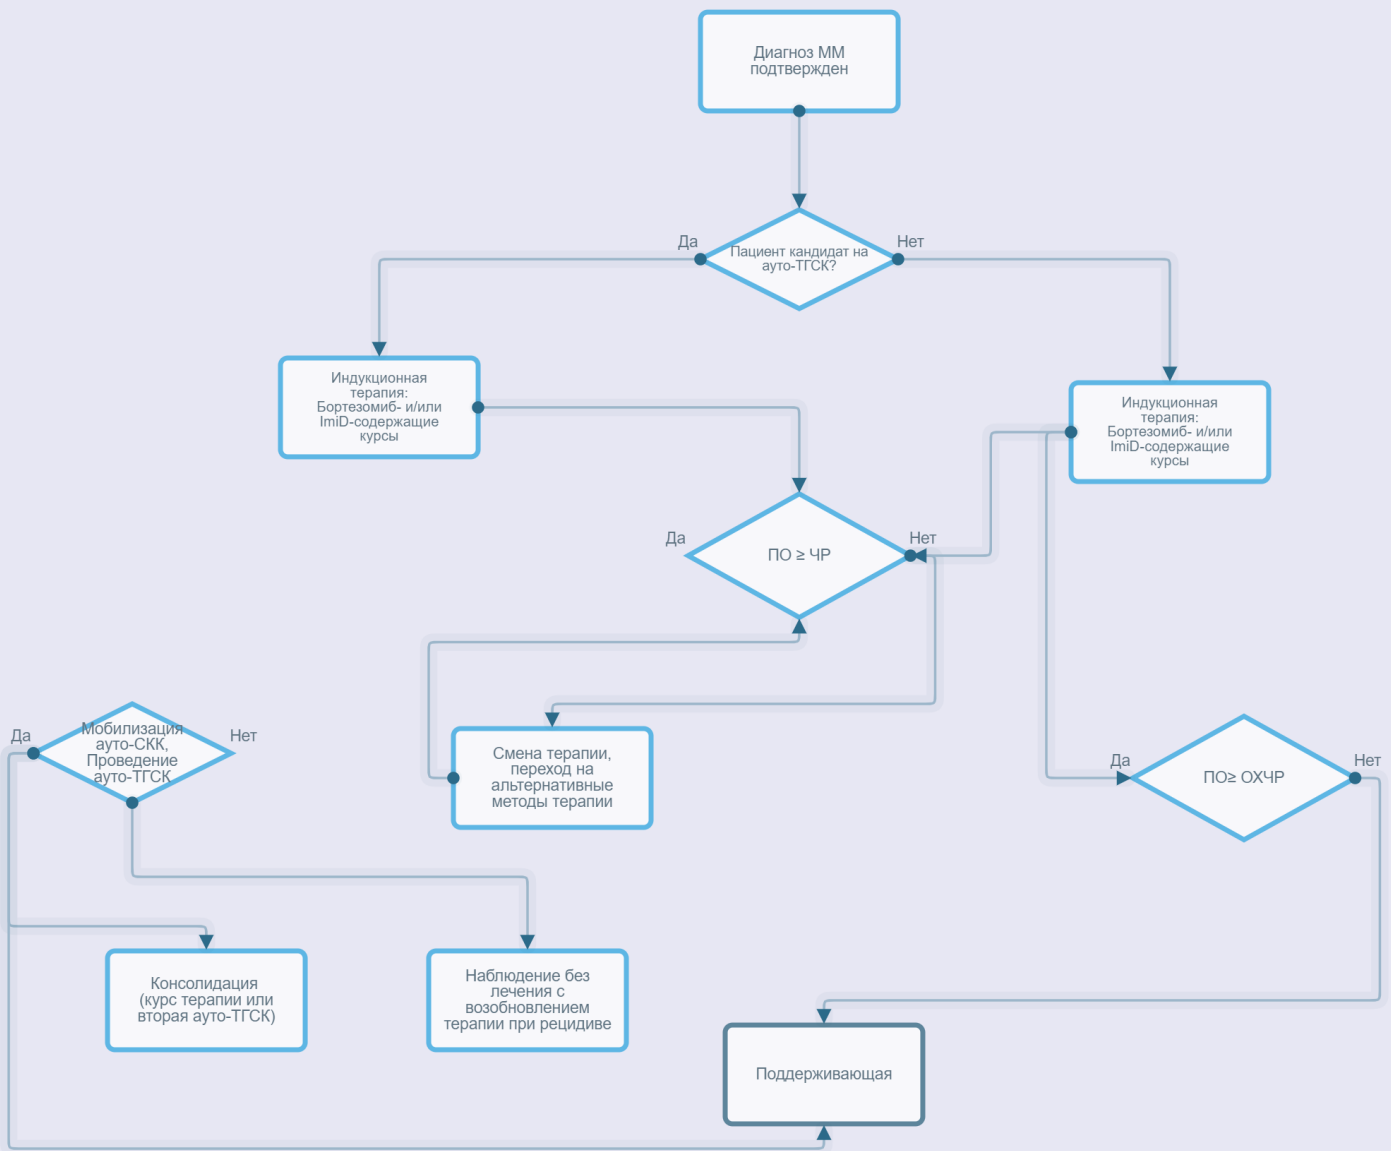 Диагноз ММ
подтвержден
Да
Нет
Пациент кандидат на
ауто-ТГСК?
Индукционная
терапия:
Бортезомиб- и/или
ImiD-содержащие
курсы
Индукционная
терапия:
Бортезомиб- и/или
ImiD-содержащие
курсы
Да
Нет
ПО ≥ ЧР
Да
Мобилизация
ауто-СКК,
Проведение
ауто-ТГСК
Нет
Смена терапии,
переход на
альтернативные
методы терапии
Да
ПО≥ ОХЧР
Нет
Консолидация
(курс терапии или
вторая ауто-ТГСК)
Наблюдение без
лечения с
возобновлением
терапии при рецидиве
Поддерживающая